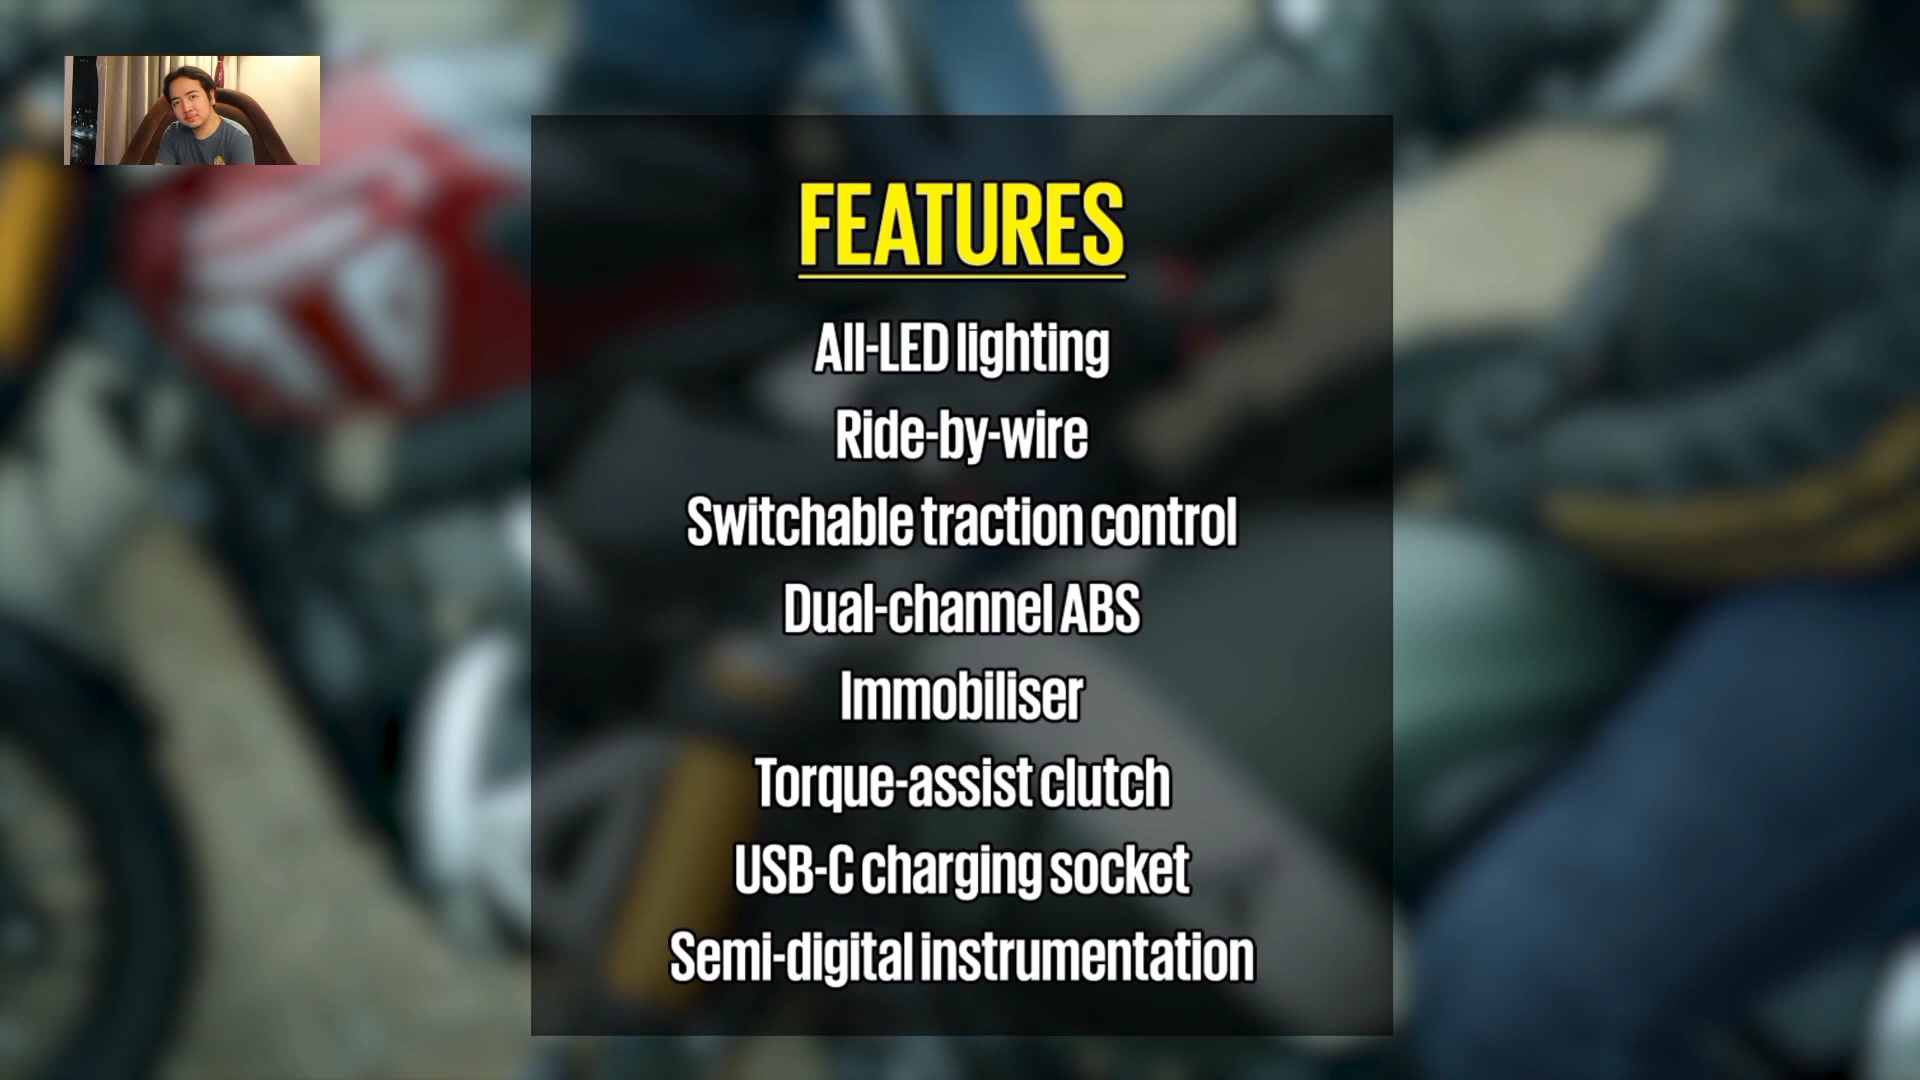 FEATURES
All-LED lighting
Ride-by-wire
Switchable traction control
Dual-channel ABS
Immobiliser
Torque-assist clutch
USB-C charging socket
Semi-digital instrumentation